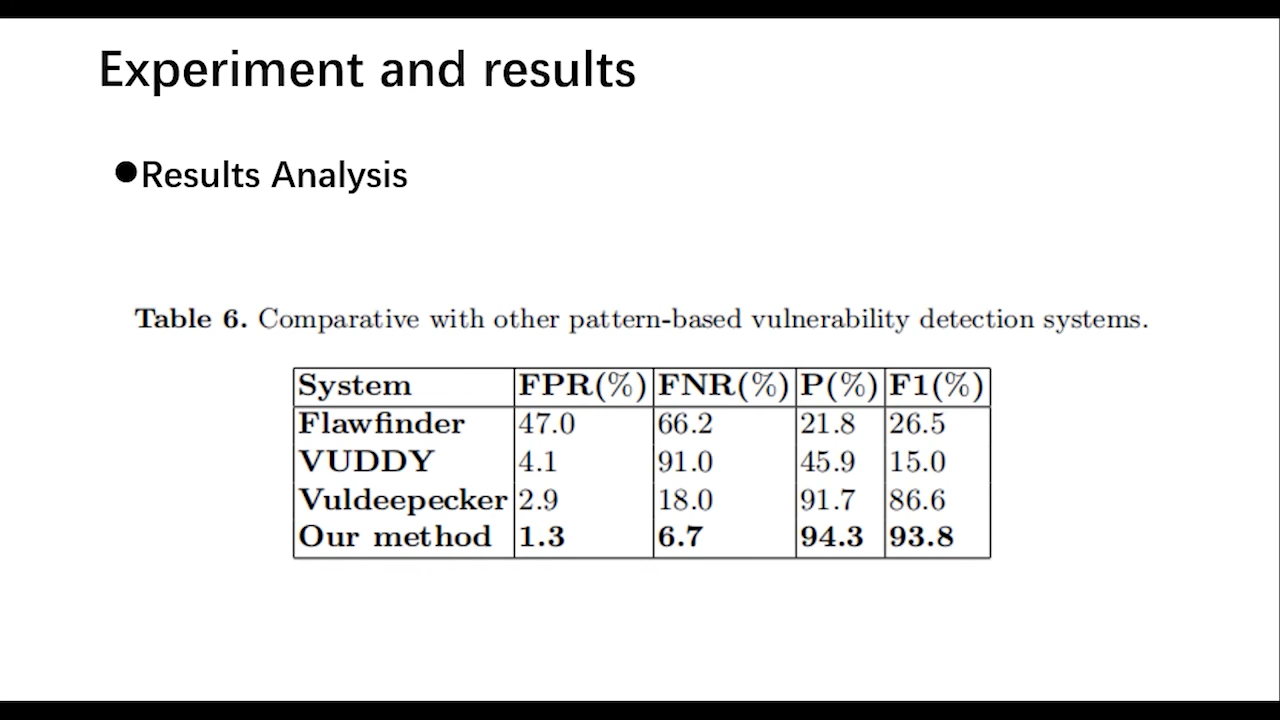 Experiment and results
●Results Analysis
Table 6. Comparative with other pattern-based vulnerability detection systems.
System FPR(%) FNR(%) P(%) F1(%)
Flawfinder 47.0 66.2 21.8 26.5
VUDDY 4.1 91.0 45.9 15.0
Vuldeepecker 2.9 18.0 91.7 86.6
Our method 1.3 6.7 94.3 93.8